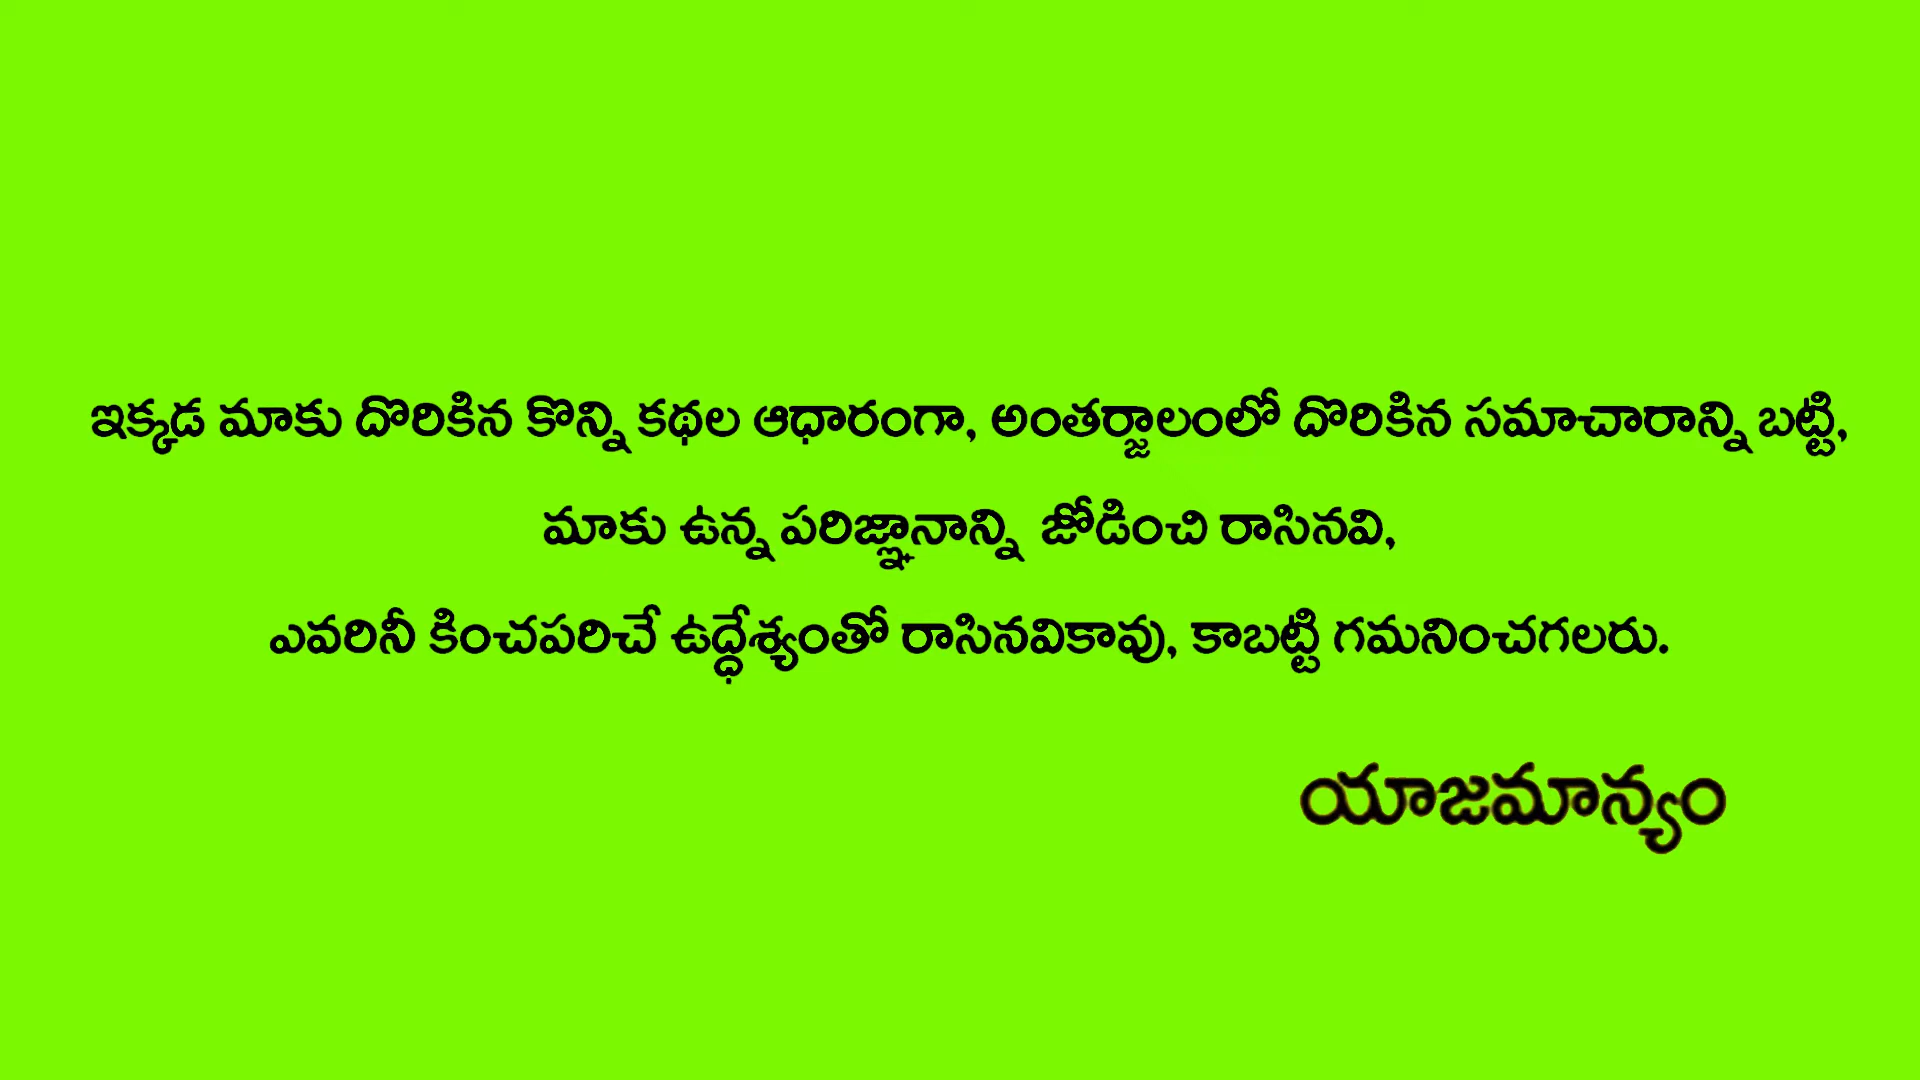 ఇక్కడ మాకు దొరికిన కొన్ని కథల ఆధారంగా, అంతర్జాలంలో దొరికిన సమాచారాన్ని బట్టి,
మాకు ఉన్న పరిజ్ఞానాన్ని జోడించి రాసినవి,
ఎవరినీ కించపరిచే ఉద్ధేశ్యంతో రాసినవికావు, కాబట్టి గమనించగలరు.
యాజమాన్యం